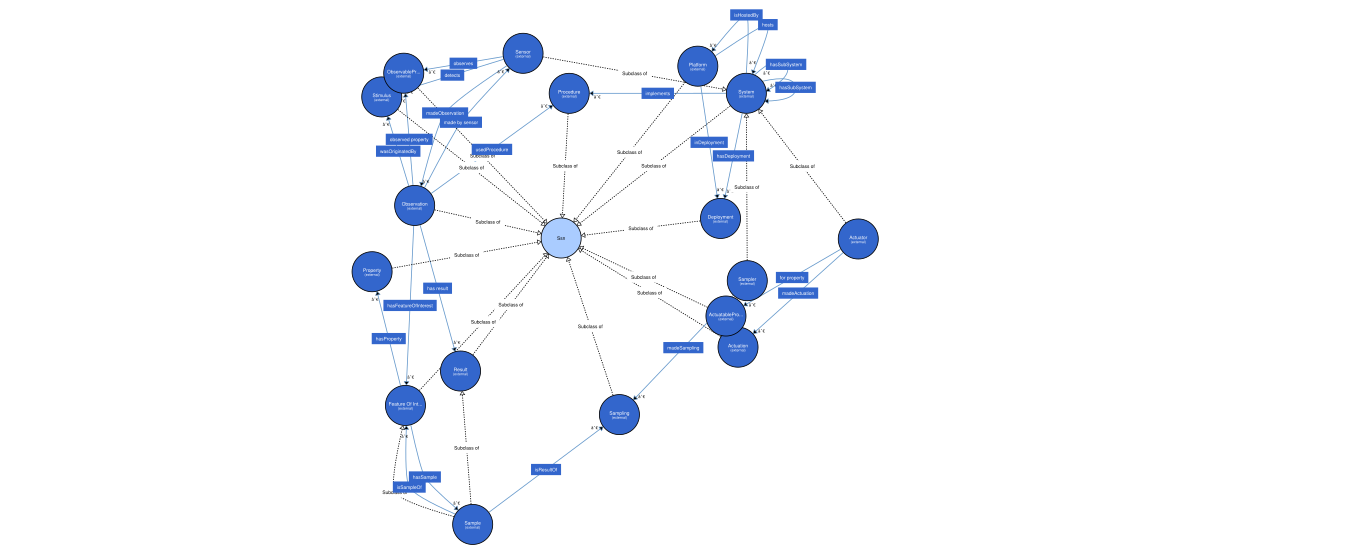 isHostedBy
hosts
Sensor
(external)
observes
detects
ObservablePr...
(external)
Stimulus
(external)
Platform
(external)
hasSubSystem
hasSubSystem
Subclass of
System
(external)
Procedure
(external)
implements
madeObservation
made by sensor
observed property
wasOriginatedBy
usedProcedure
Subclass of
Subclass of
Subclass of
Subclass of
Subclass of
isDeployment
hasDeployment
Subclass of
Subclass of
Observation
(external)
Subclass of
Deployment
(external)
Subclass of
Ssn
Actuator
(external)
Subclass of
Property
(external)
Subclass of
Subclass of
Sampler
(external)
for property
madeActuation
has result
hasFeatureOfInterest
Subclass of
Subclass of
Subclass of
ActuatablePro...
(external)
Actuation
(external)
hasProperty
madeSampling
Result
(external)
Feature Of Int...
(external)
Sampling
(external)
Subclass of
isResultOf
hasSample
isSampleOf
Sample
(external)